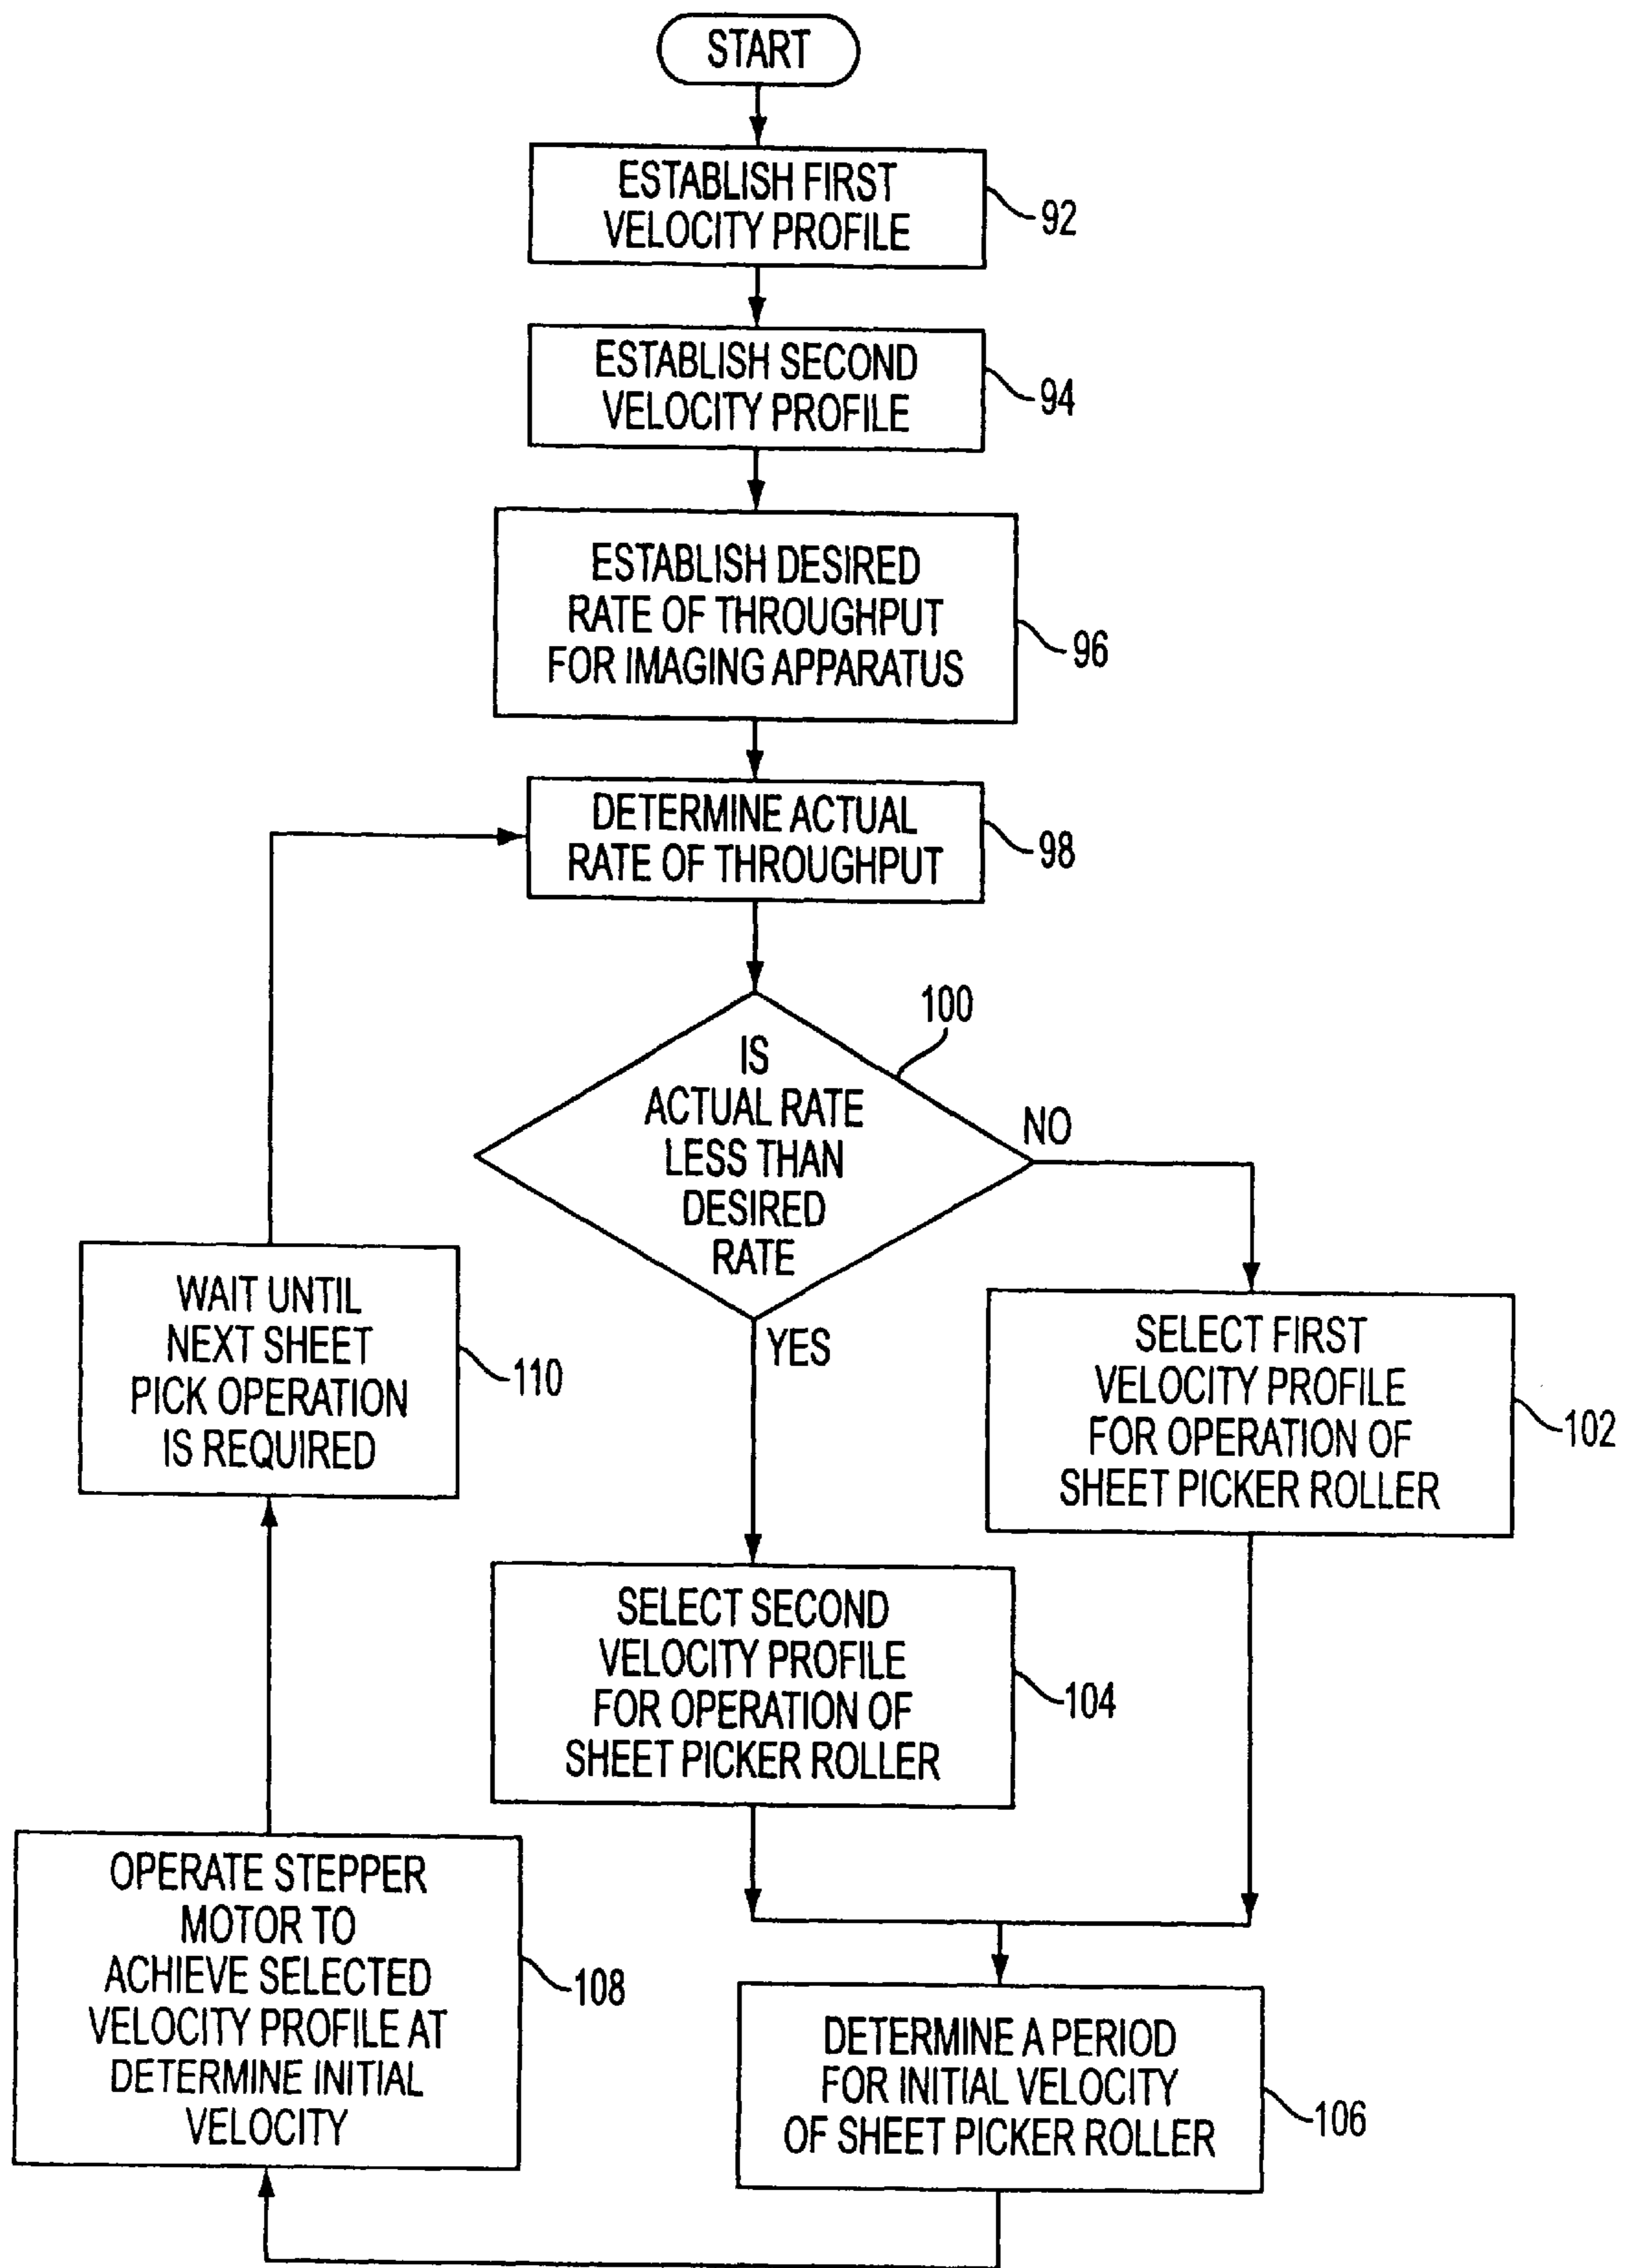 START
ESTABLISH FIRST
VELOCITY PROFILE
92
ESTABLISH SECOND
VELOCITY PROFILE
94
ESTABLISH DESIRED
RATE OF THROUGHPUT
FOR IMAGING APPARATUS
96
DETERMINE ACTUAL
RATE OF THROUGHPUT
98
100
IS
ACTUAL RATE
LESS THAN
DESIRED
RATE
NO
YES
WAIT UNTIL
NEXT SHEET
PICK OPERATION
IS REQUIRED
110
SELECT FIRST
VELOCITY PROFILE
FOR OPERATION OF
SHEET PICKER ROLLER
102
SELECT SECOND
VELOCITY PROFILE
FOR OPERATION OF
SHEET PICKER ROLLER
104
OPERATE STEPPER
MOTOR TO
ACHIEVE SELECTED
VELOCITY PROFILE AT
DETERMINE INITIAL
VELOCITY
108
DETERMINE A PERIOD
FOR INITIAL VELOCITY
OF SHEET PICKER ROLLER
106